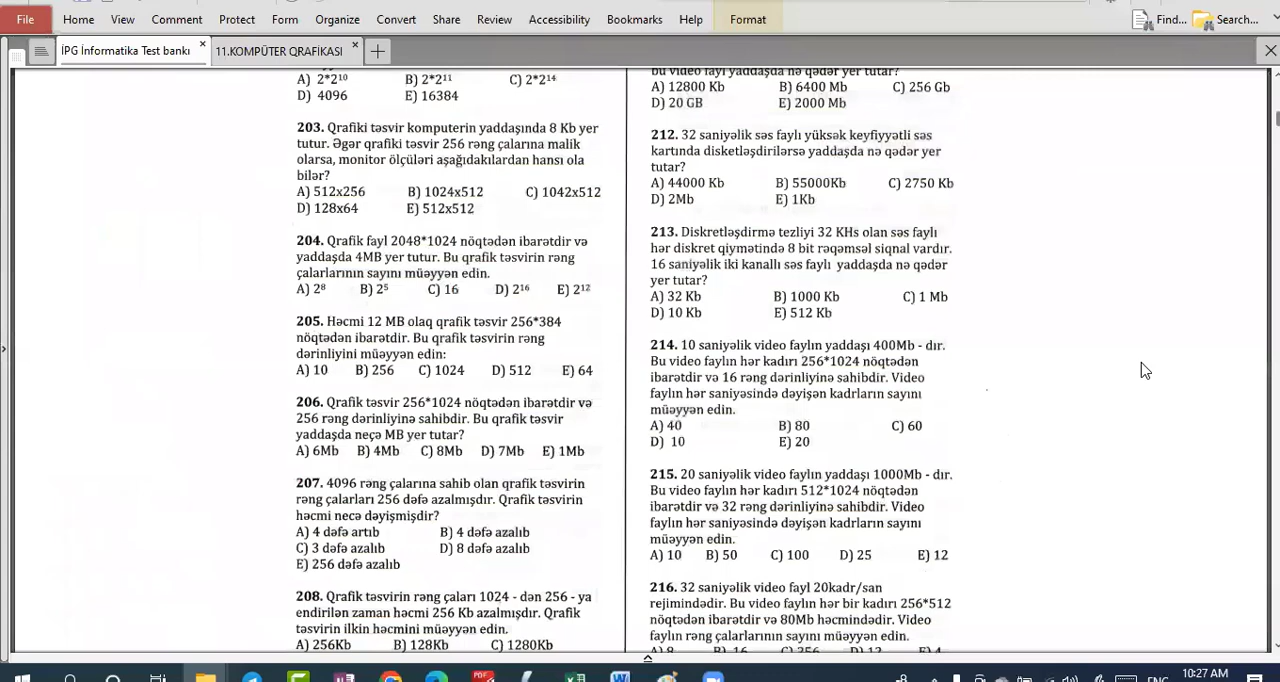 File Home View Comment Protect Form Organize Convert Share Review Accessibility Bookmarks Help Format Find... Search...
İPG İnformatika Test bankı 11.KOMPÜTER QRAFIKASI
A) 2*2¹⁰ B) 2*2¹¹ C) 2*2¹⁴
D) 4096 E) 16384
203. Qrafiki təsvir komputerin yaddaşında 8 Kb yer
tutur. Əgər qrafiki təsvir 256 rəng çalarına malik
olarsa, monitor ölçüləri aşağıdakılardan hansı ola
bilər?
A) 512x256 B) 1024x512 C) 1042x512
D) 128x64 E) 512x512
204. Qrafik fayl 2048*1024 nöqtədən ibarətdir və
yaddaşda 4MB yer tutur. Bu qrafik təsvirin rəng
çalarlarının sayını müəyyən edin.
A) 2⁸ B) 2⁵ C) 16 D) 2¹⁶ E) 2¹²
205. Həcmi 12 MB olaq qrafik təsvir 256*384
nöqtədən ibarətdir. Bu qrafik təsvirin rəng
dərinliyini müəyyən edin:
A) 10 B) 256 C) 1024 D) 512 E) 64
206. Qrafik təsvir 256*1024 nöqtədən ibarətdir və
256 rəng dərinliyinə sahibdir. Bu qrafik təsvir
yaddaşda neçə MB yer tutar?
A) 6Mb B) 4Mb C) 8Mb D) 7Mb E) 1Mb
207. 4096 rəng çalarına sahib olan qrafik təsvirin
rəng çalarları 256 dəfə azalmışdır. Qrafik təsvirin
həcmi necə dəyişmişdir?
A) 4 dəfə artıb B) 4 dəfə azalıb
C) 3 dəfə azalıb D) 8 dəfə azalıb
E) 256 dəfə azalıb
208. Qrafik təsvirin rəng çaları 1024 - dən 256 - ya
endirilən zaman həcmi 256 Kb azalmışdır. Qrafik
təsvirin ilkin həcmini müəyyən edin.
A) 256Kb B) 128Kb C) 1280Kb
bu video fayl yaddaşda nə qədər yer tutar?
A) 12800 Kb B) 6400 Mb C) 256 Gb
D) 20 GB E) 2000 Mb
212. 32 saniyəlik səs faylı yüksək keyfiyyətli səs
kartında disketləşdirilərsə yaddaşda nə qədər yer
tutar?
A) 44000 Kb B) 55000Kb C) 2750 Kb
D) 2Mb E) 1Kb
213. Diskretləşdirmə tezliyi 32 KHs olan səs faylı
hər diskret qiymətində 8 bit rəqəmsəl siqnal vardır.
16 saniyəlik iki kanallı səs faylı yaddaşda nə qədər
yer tutar?
A) 32 Kb B) 1000 Kb C) 1 Mb
D) 10 Kb E) 512 Kb
214. 10 saniyəlik video faylın yaddaşı 400Mb - dır.
Bu video faylın hər kadırı 256*1024 nöqtədən
ibarətdir və 16 rəng dərinliyinə sahibdir. Video
faylın hər saniyəsində dəyişən kadrların sayını
müəyyən edin.
A) 40 B) 80 C) 60
D) 10 E) 20
215. 20 saniyəlik video faylın yaddaşı 1000Mb - dır.
Bu video faylın hər kadırı 512*1024 nöqtədən
ibarətdir və 32 rəng dərinliyinə sahibdir. Video
faylın hər saniyəsində dəyişən kadrların sayını
müəyyən edin.
A) 10 B) 50 C) 100 D) 25 E) 12
216. 32 saniyəlik video fayl 20kadr/san
rejimindədir. Bu video faylın hər bir kadırı 256*512
nöqtədən ibarətdir və 80Mb həcmindədir. Video
faylın rəng çalarlarının sayını müəyyən edin.
A) 8 B) 16 C) 256 D) 12 E) 4
ENG 10:27 AM